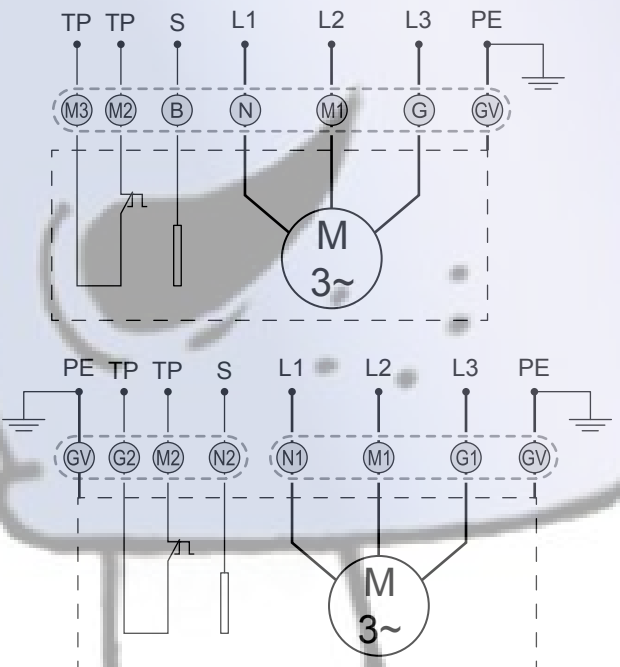 TP TP S L1 L2 L3 PE
M3 M2 B N M1 G GV
M
3~
PE TP TP S L1 L2 L3 PE
GV G2 M2 N2 N1 M1 G1 GV
M
3~